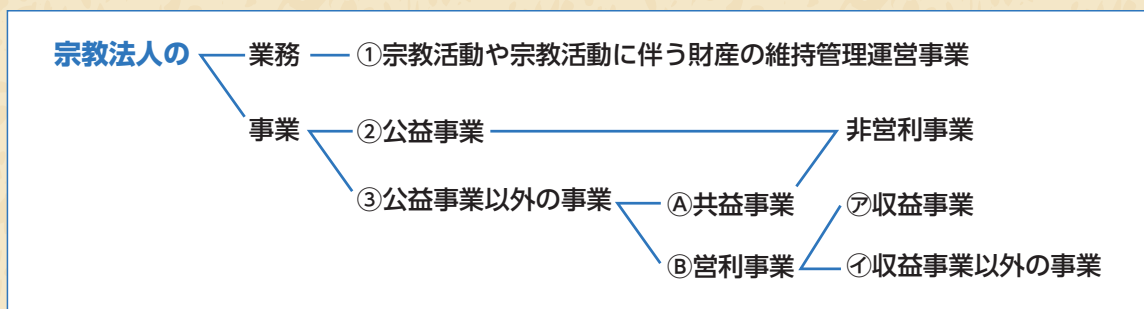 宗教法人の 業務 ①宗教活動や宗教活動に伴う財産の維持管理運営事業
事業 ②公益事業 非営利事業
③公益事業以外の事業 Ⓐ共益事業 ㋐収益事業
Ⓑ営利事業 ㋑収益事業以外の事業